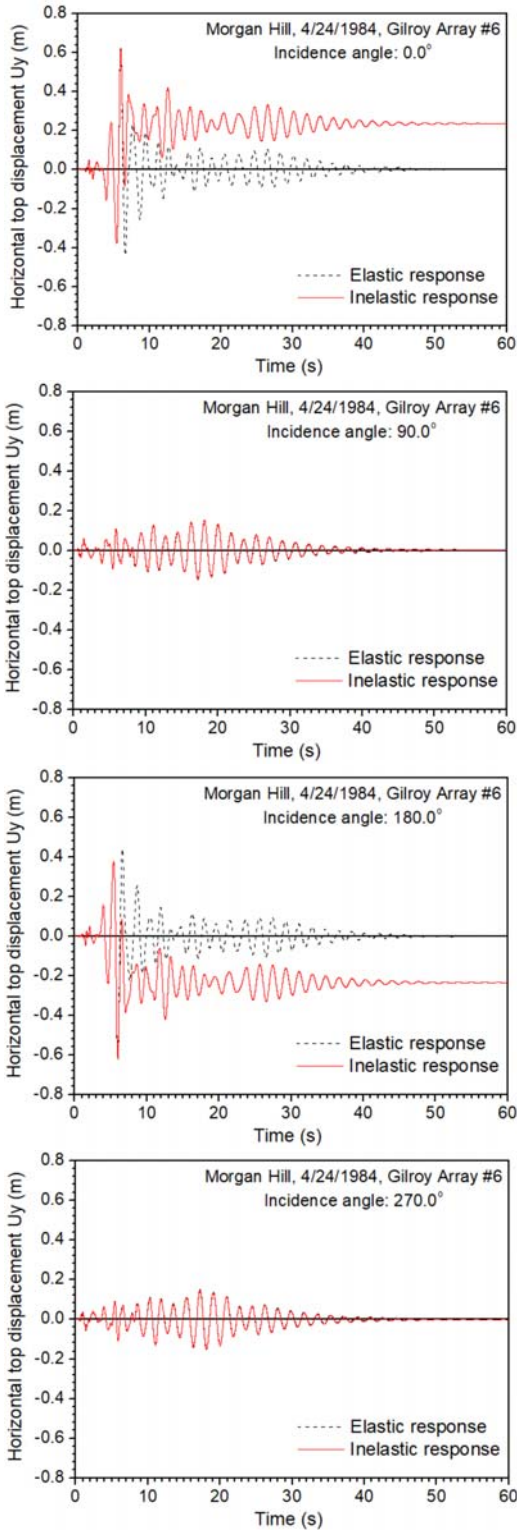 Morgan Hill, 4/24/1984, Gilroy Array #6
Incidence angle: 0.0°
Horizontal top displacement Uy (m)
0.8
0.6
0.4
0.2
0.0
-0.2
-0.4
-0.6
-0.8
Elastic response
Inelastic response
0 10 20 30 40 50 60
Time (s)
Morgan Hill, 4/24/1984, Gilroy Array #6
Incidence angle: 90.0°
Horizontal top displacement Uy (m)
0.8
0.6
0.4
0.2
0.0
-0.2
-0.4
-0.6
-0.8
Elastic response
Inelastic response
0 10 20 30 40 50 60
Time (s)
Morgan Hill, 4/24/1984, Gilroy Array #6
Incidence angle: 180.0°
Horizontal top displacement Uy (m)
0.8
0.6
0.4
0.2
0.0
-0.2
-0.4
-0.6
-0.8
Elastic response
Inelastic response
0 10 20 30 40 50 60
Time (s)
Morgan Hill, 4/24/1984, Gilroy Array #6
Incidence angle: 270.0°
Horizontal top displacement Uy (m)
0.8
0.6
0.4
0.2
0.0
-0.2
-0.4
-0.6
-0.8
Elastic response
Inelastic response
0 10 20 30 40 50 60
Time (s)